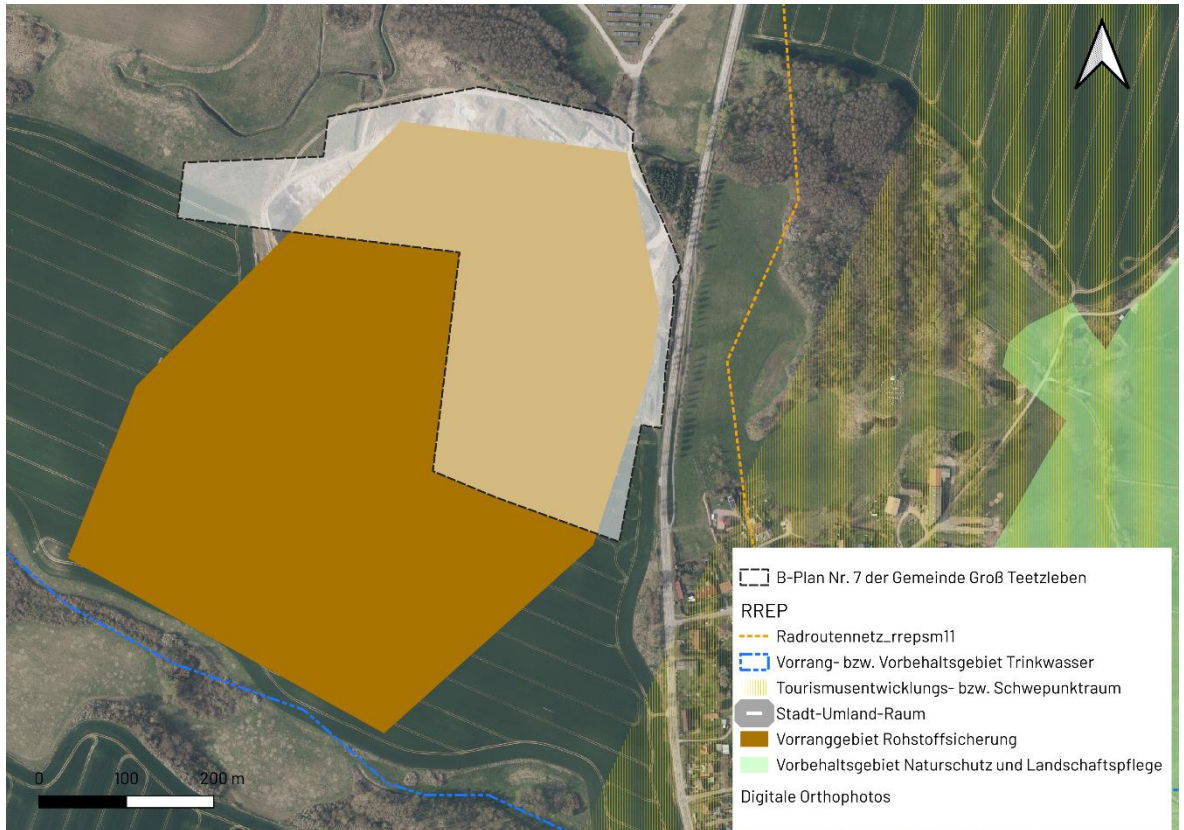 B-Plan Nr. 7 der Gemeinde Groß Teetzleben
RREP
Radroutennetz_rrepsm11
Vorrang- bzw. Vorbehaltsgebiet Trinkwasser
Tourismusentwicklungs- bzw. Schwepunktraum
Stadt-Umland-Raum
Vorranggebiet Rohstoffsicherung
Vorbehaltsgebiet Naturschutz und Landschaftspflege
Digitale Orthophotos
0 100 200 m